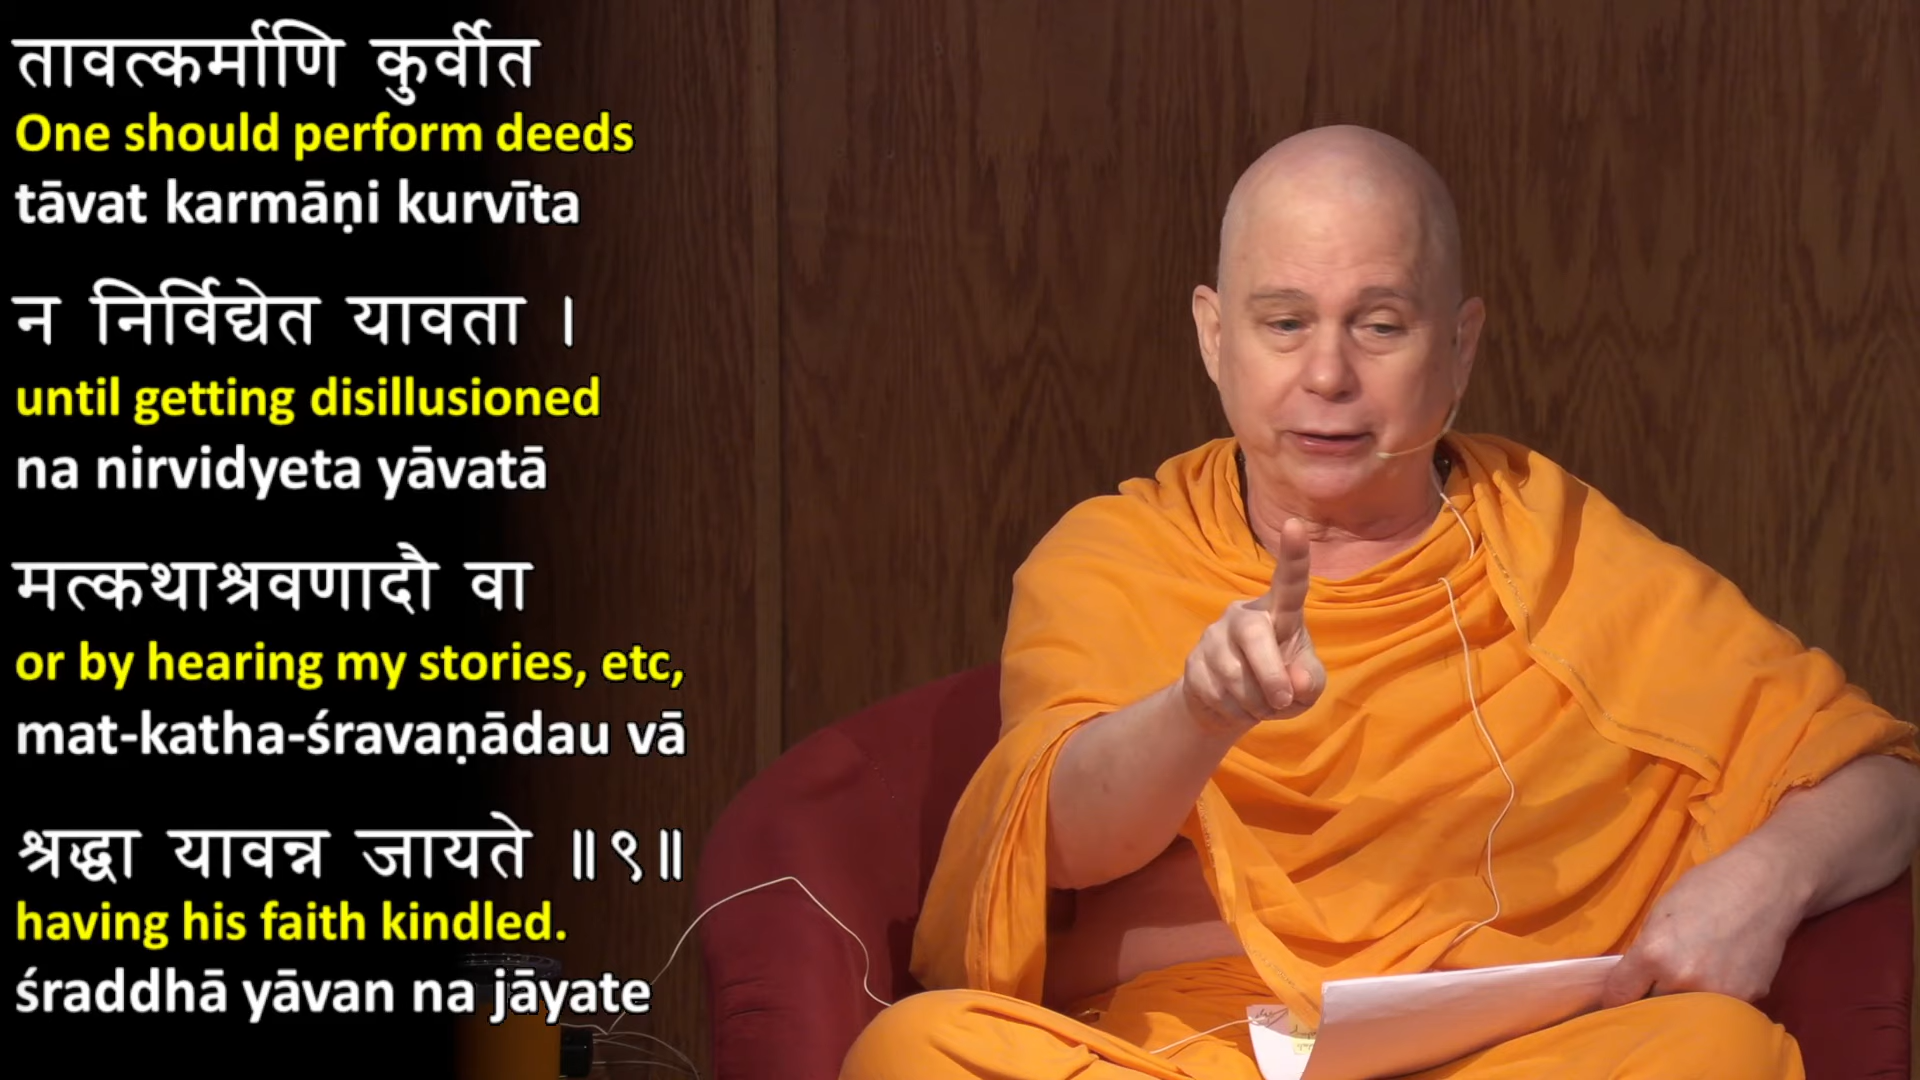 तावत्कर्माणि कुर्वीत
One should perform deeds
tāvat karmāṇi kurvīta
न निर्विद्येत यावता ।
until getting disillusioned
na nirvidyeta yāvatā
मत्कथाश्रवणादौ वा
or by hearing my stories, etc,
mat-katha-śravaṇādau vā
श्रद्धा यावन्न जायते ॥९॥
having his faith kindled.
śraddhā yāvan na jāyate